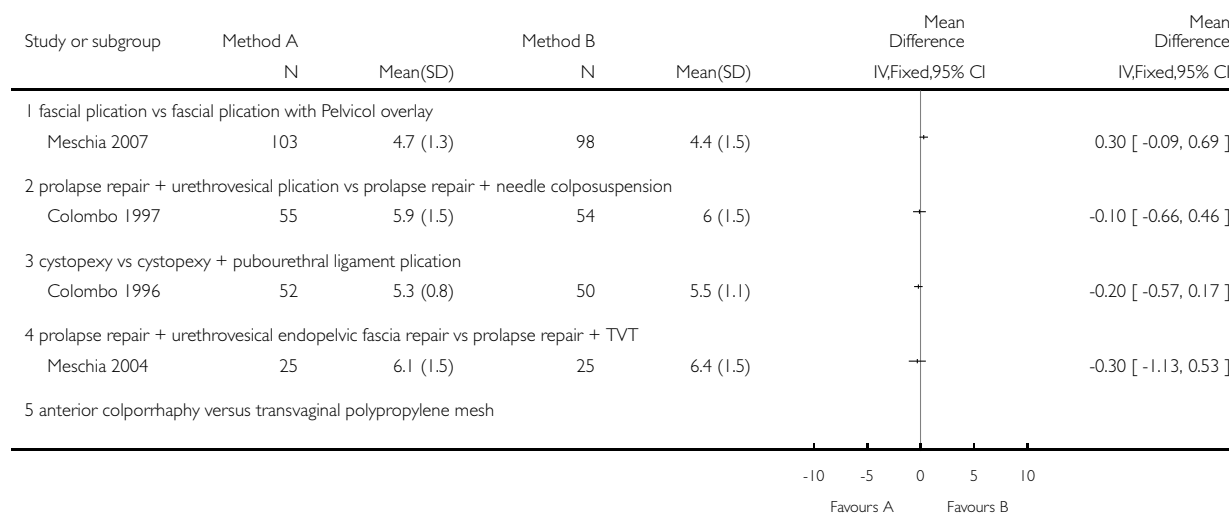 Mean Mean
Study or subgroup Method A Method B Difference Difference
N Mean(SD) N Mean(SD) IV,Fixed,95% CI IV,Fixed,95% CI
1 fascial plication vs fascial plication with Pelvicol overlay
Meschia 2007 103 4.7 (1.3) 98 4.4 (1.5) 0.30 [ -0.09, 0.69 ]
2 prolapse repair + urethrovesical plication vs prolapse repair + needle colposuspension
Colombo 1997 55 5.9 (1.5) 54 6 (1.5) -0.10 [ -0.66, 0.46 ]
3 cystopexy vs cystopexy + pubourethral ligament plication
Colombo 1996 52 5.3 (0.8) 50 5.5 (1.1) -0.20 [ -0.57, 0.17 ]
4 prolapse repair + urethrovesical endopelvic fascia repair vs prolapse repair + TVT
Meschia 2004 25 6.1 (1.5) 25 6.4 (1.5) -0.30 [ -1.13, 0.53 ]
5 anterior colporrhaphy versus transvaginal polypropylene mesh
-10 -5 0 5 10
Favours A Favours B